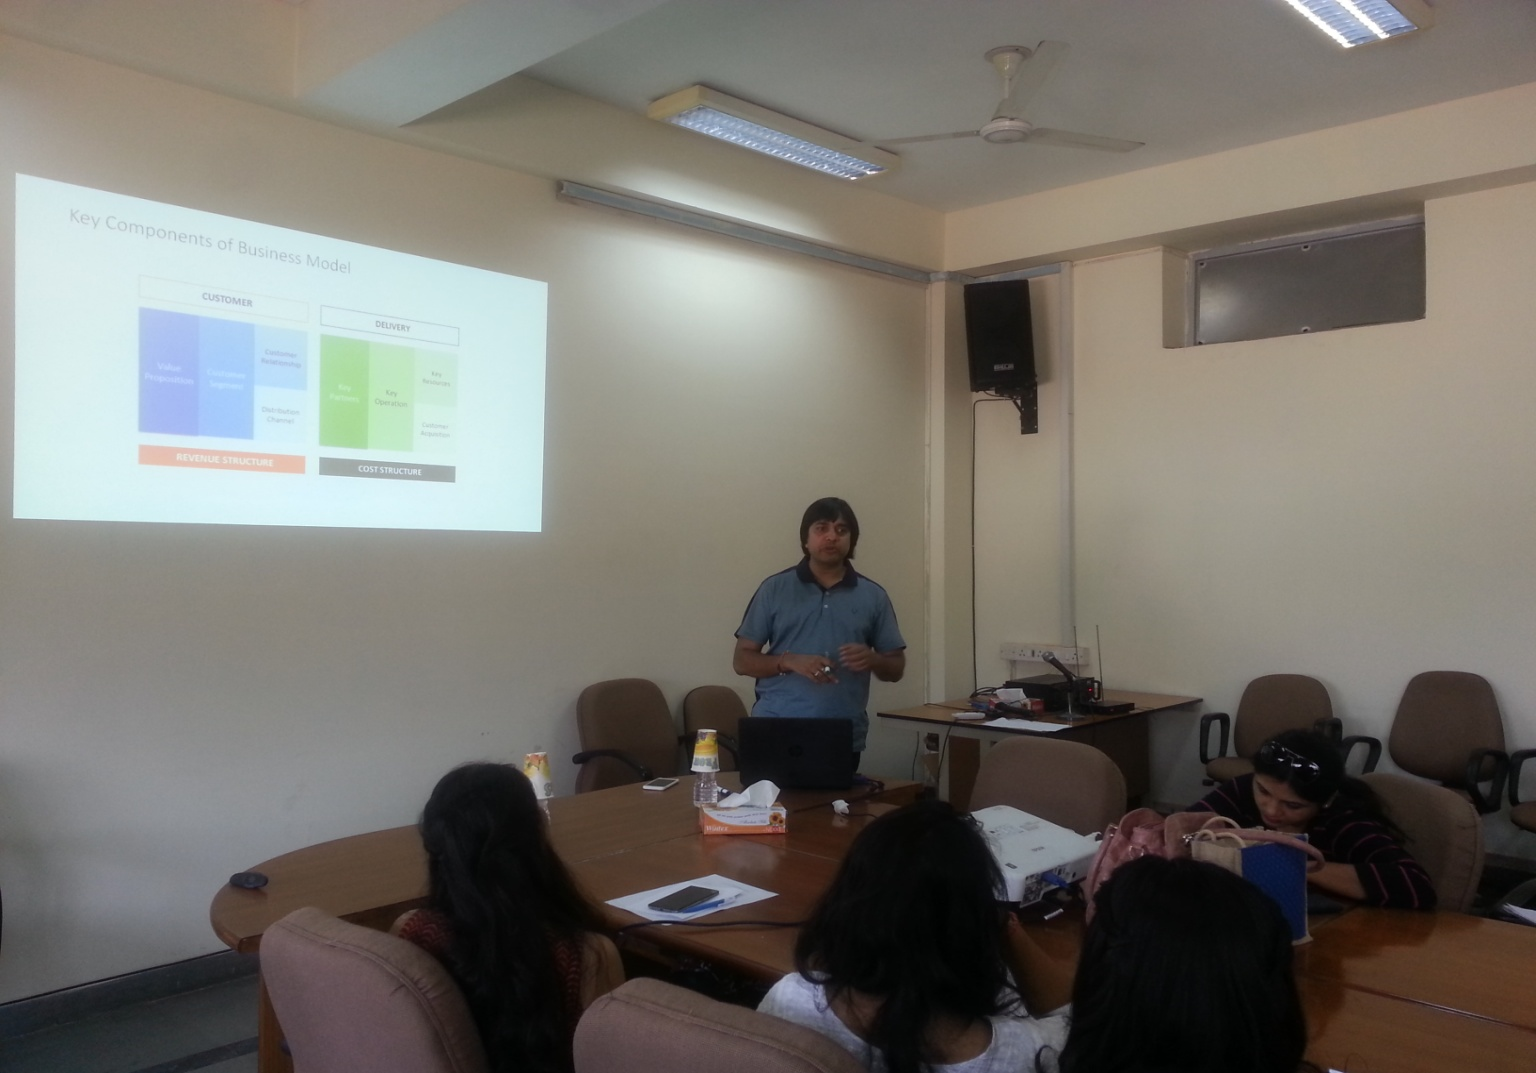 Key Components of Business Model
CUSTOMER
Value
Proposition
Customer
Segment
Customer
Relationship
Distribution
Channel
REVENUE STRUCTURE
DELIVERY
Key
Partners
Key
Operation
Key
Resources
Customer
Acquisition
COST STRUCTURE